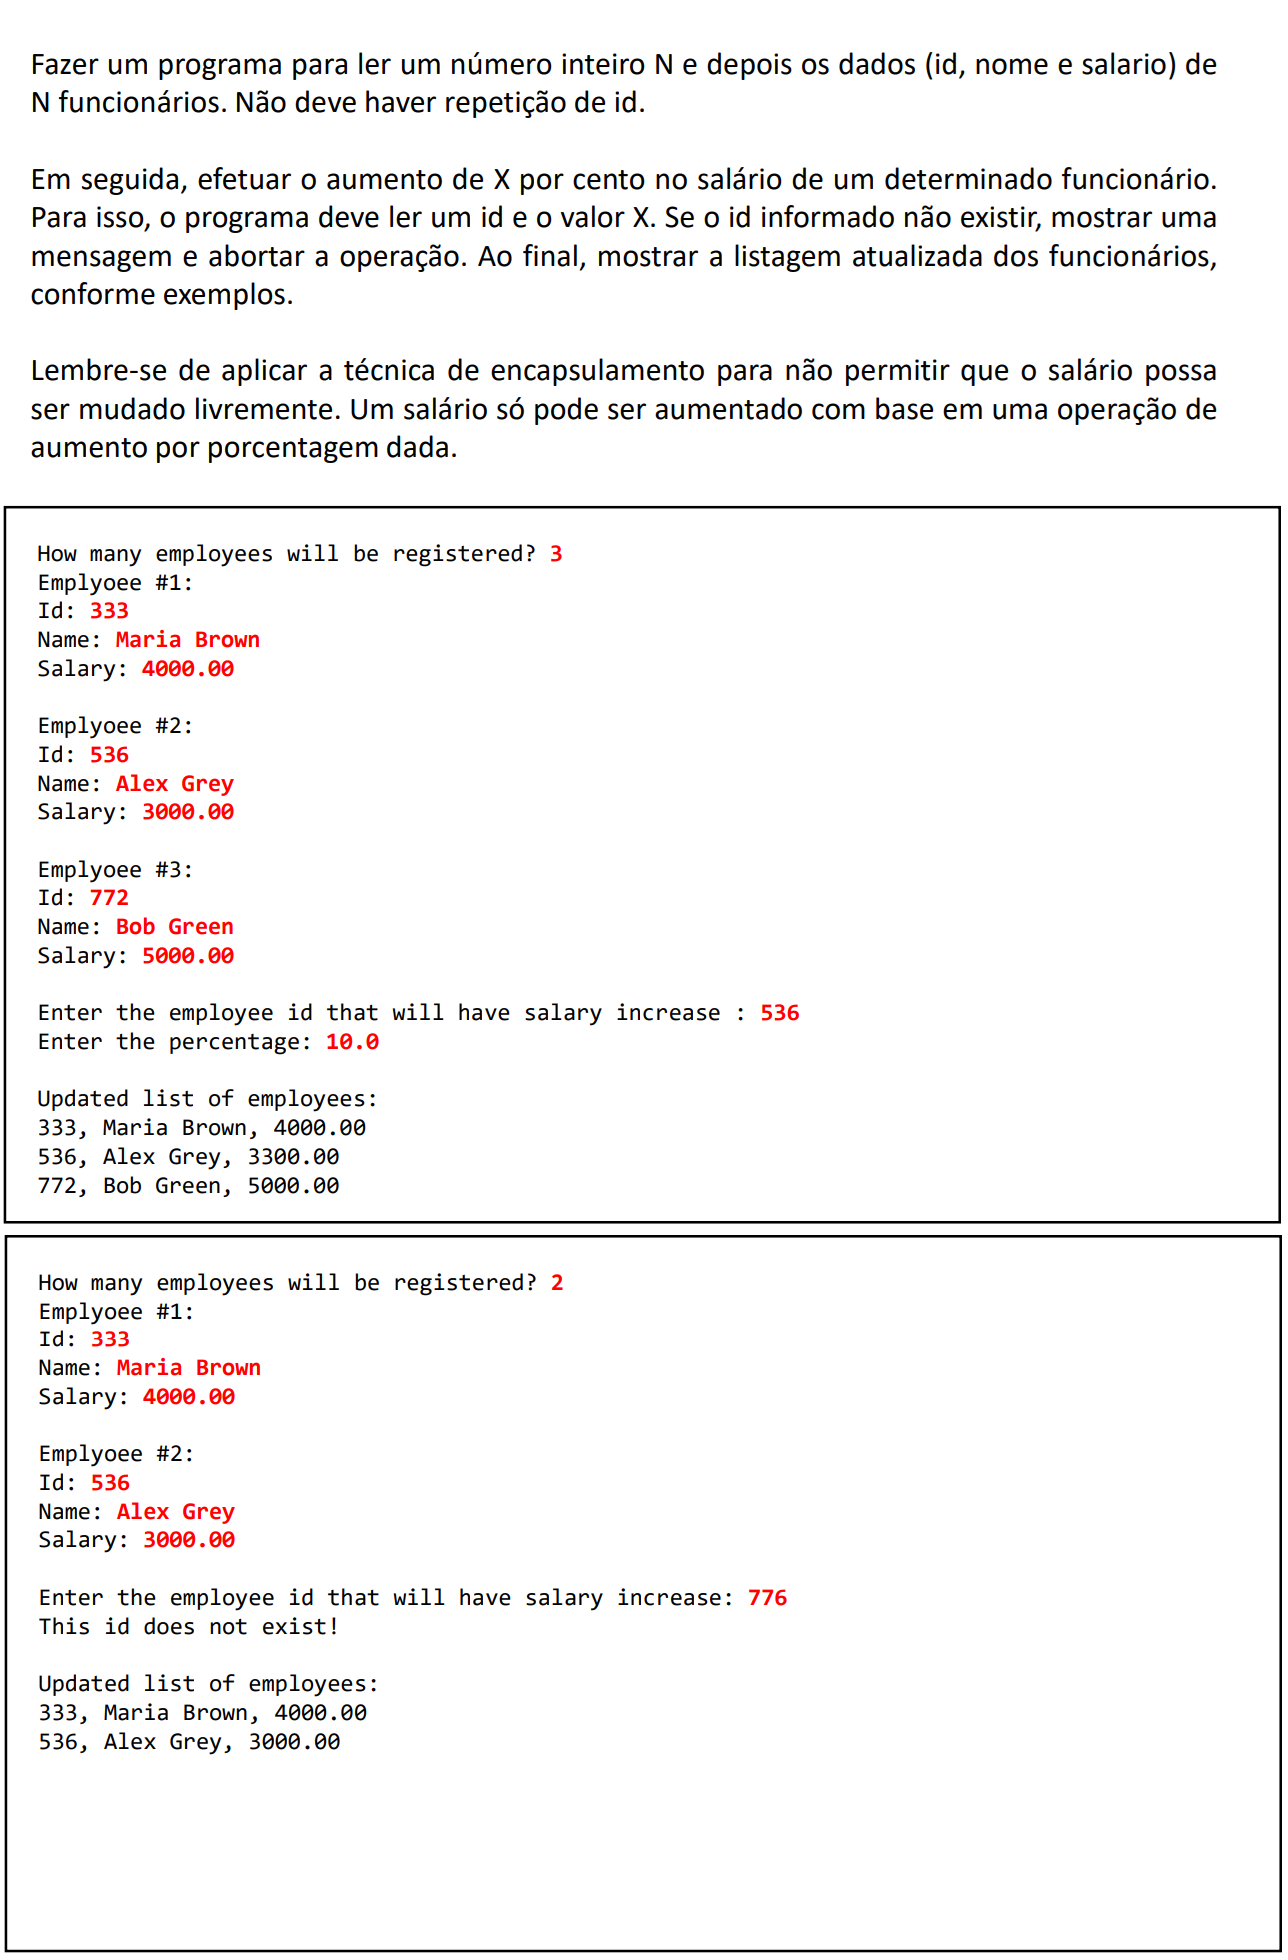 Fazer um programa para ler um número inteiro N e depois os dados (id, nome e salario) de
N funcionários. Não deve haver repetição de id.
Em seguida, efetuar o aumento de X por cento no salário de um determinado funcionário.
Para isso, o programa deve ler um id e o valor X. Se o id informado não existir, mostrar uma
mensagem e abortar a operação. Ao final, mostrar a listagem atualizada dos funcionários,
conforme exemplos.
Lembre-se de aplicar a técnica de encapsulamento para não permitir que o salário possa
ser mudado livremente. Um salário só pode ser aumentado com base em uma operação de
aumento por porcentagem dada.
How many employees will be registered? 3
Emplyoee #1:
Id: 333
Name: Maria Brown
Salary: 4000.00
Emplyoee #2:
Id: 536
Name: Alex Grey
Salary: 3000.00
Emplyoee #3:
Id: 772
Name: Bob Green
Salary: 5000.00
Enter the employee id that will have salary increase : 536
Enter the percentage: 10.0
Updated list of employees:
333, Maria Brown, 4000.00
536, Alex Grey, 3300.00
772, Bob Green, 5000.00
How many employees will be registered? 2
Emplyoee #1:
Id: 333
Name: Maria Brown
Salary: 4000.00
Emplyoee #2:
Id: 536
Name: Alex Grey
Salary: 3000.00
Enter the employee id that will have salary increase: 776
This id does not exist!
Updated list of employees:
333, Maria Brown, 4000.00
536, Alex Grey, 3000.00